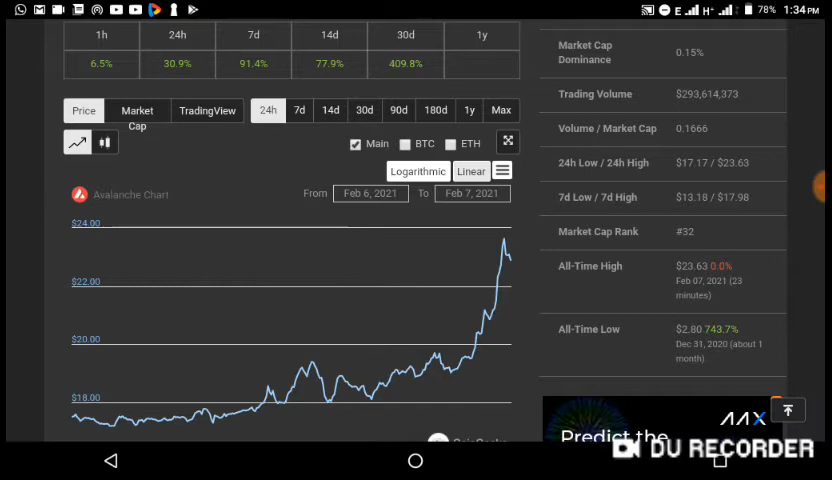 E H+ 78% 1:34PM
1h 24h 7d 14d 30d 1y
6.5% 30.9% 91.4% 77.9% 409.8%
Price Market Cap TradingView 24h 7d 14d 30d 90d 180d 1y Max
Main BTC ETH
Logarithmic Linear
Avalanche Chart From Feb 6, 2021 To Feb 7, 2021
$24.00
$22.00
$20.00
$18.00
Market Cap
Dominance
0.15%
Trading Volume $293,614,373
Volume / Market Cap 0.1666
24h Low / 24h High $17.17 / $23.63
7d Low / 7d High $13.18 / $17.98
Market Cap Rank #32
All-Time High $23.63 0.0%
Feb 07, 2021 (23
minutes)
All-Time Low $2.80 743.7%
Dec 31, 2020 (about 1
month)
AAX
Predict the
DU RECORDER